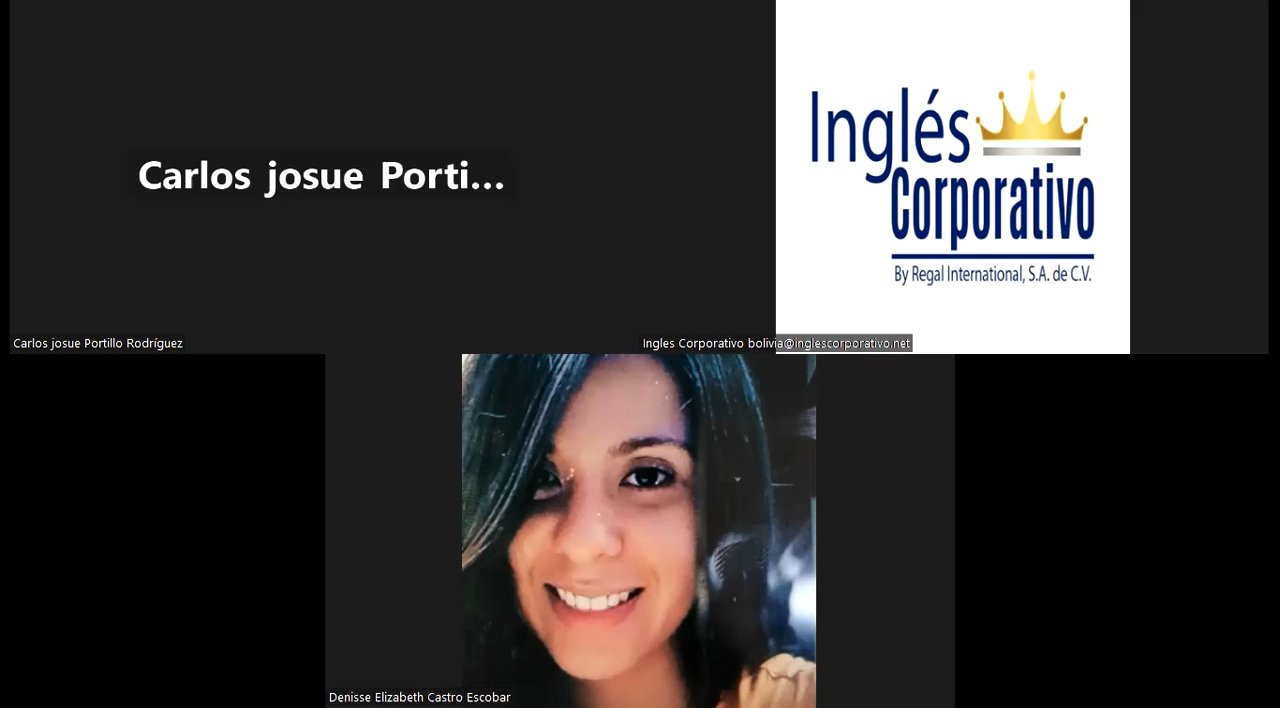 Carlos josue Porti...
Carlos josue Portillo Rodríguez
Inglés
Corporativo
By Regal International, S.A. de C.V.
Ingles Corporativo bolivia@inglescorporativo.net
Denisse Elizabeth Castro Escobar